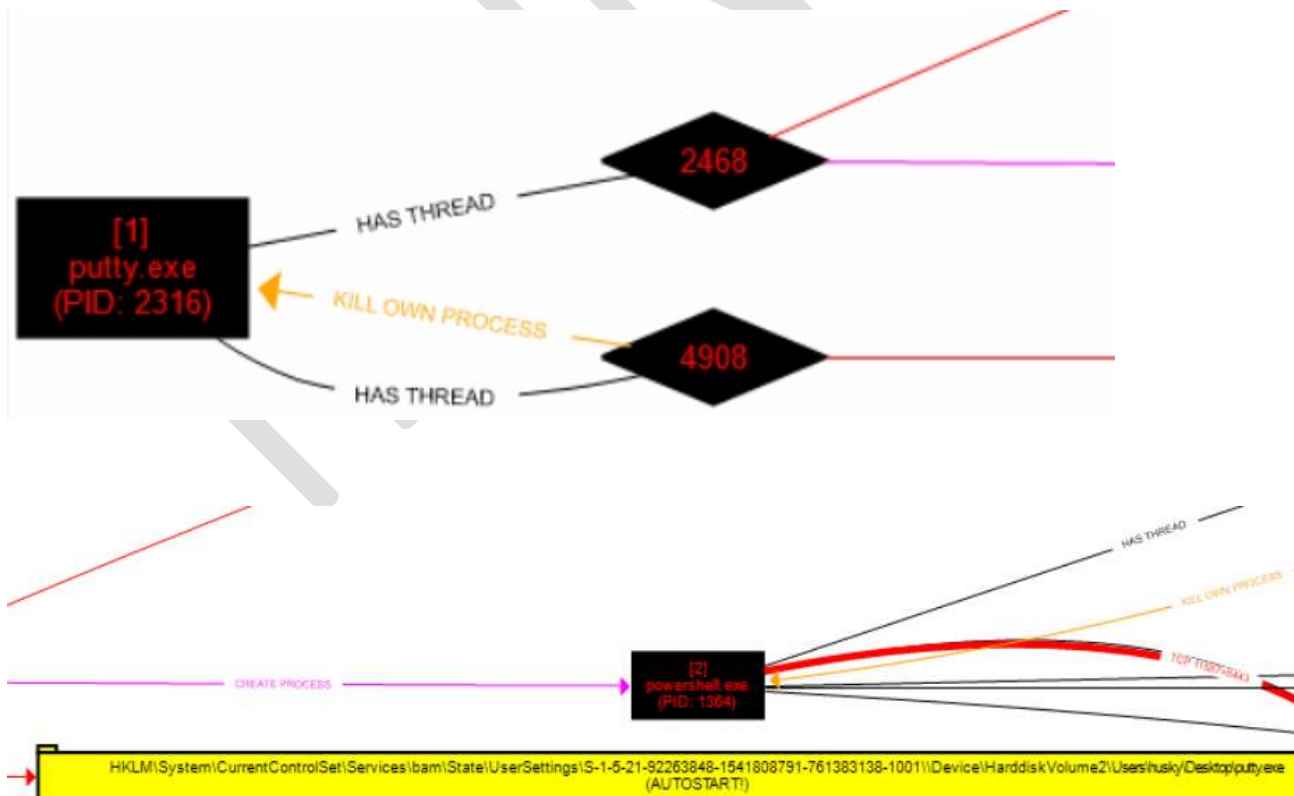 2468
HAS THREAD
[1]
putty.exe
(PID: 2316)
KILL OWN PROCESS
4908
HAS THREAD
HAS THREAD
KILL OWN PROCESS
[2]
powershell.exe
(PID: 1364)
TCP
CREATE PROCESS
HKLM\System\CurrentControlSet\Services\bam\State\UserSettings\S-1-5-21-92263848-1541808791-761383138-1001\\Device\HarddiskVolume2\Users\husky\Desktop\putty.exe
(AUTOSTART!)